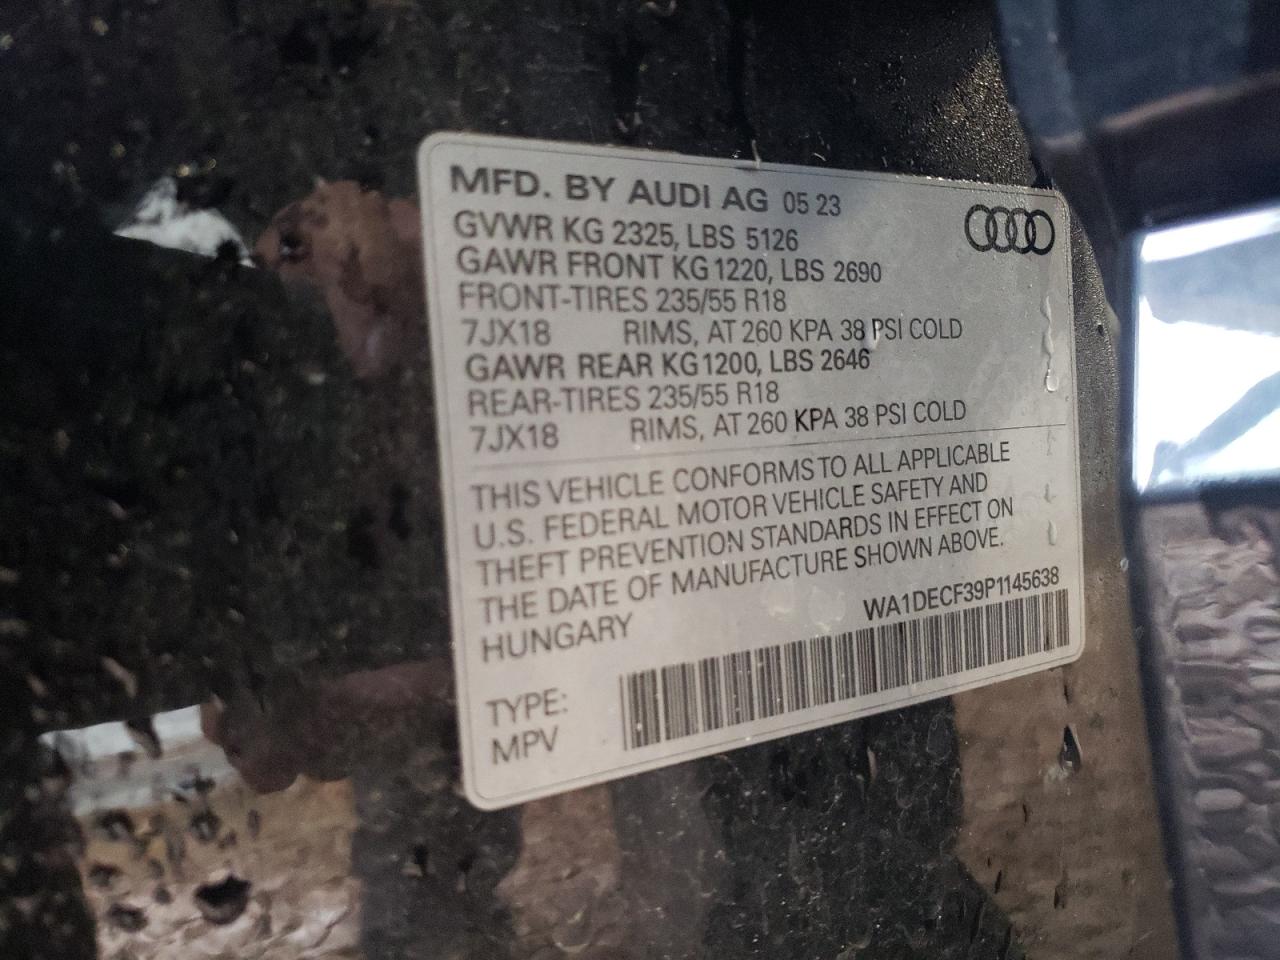 MFD. BY AUDI AG 05 23
GVWR KG 2325, LBS 5126
GAWR FRONT KG 1220, LBS 2690
FRONT-TIRES 235/55 R18
7JX18 RIMS, AT 260 KPA 38 PSI COLD
GAWR REAR KG 1200, LBS 2646
REAR-TIRES 235/55 R18
7JX18 RIMS, AT 260 KPA 38 PSI COLD
THIS VEHICLE CONFORMS TO ALL APPLICABLE
U.S. FEDERAL MOTOR VEHICLE SAFETY AND
THEFT PREVENTION STANDARDS IN EFFECT ON
THE DATE OF MANUFACTURE SHOWN ABOVE.
HUNGARY
WA1DECF39P1145638
TYPE:
MPV